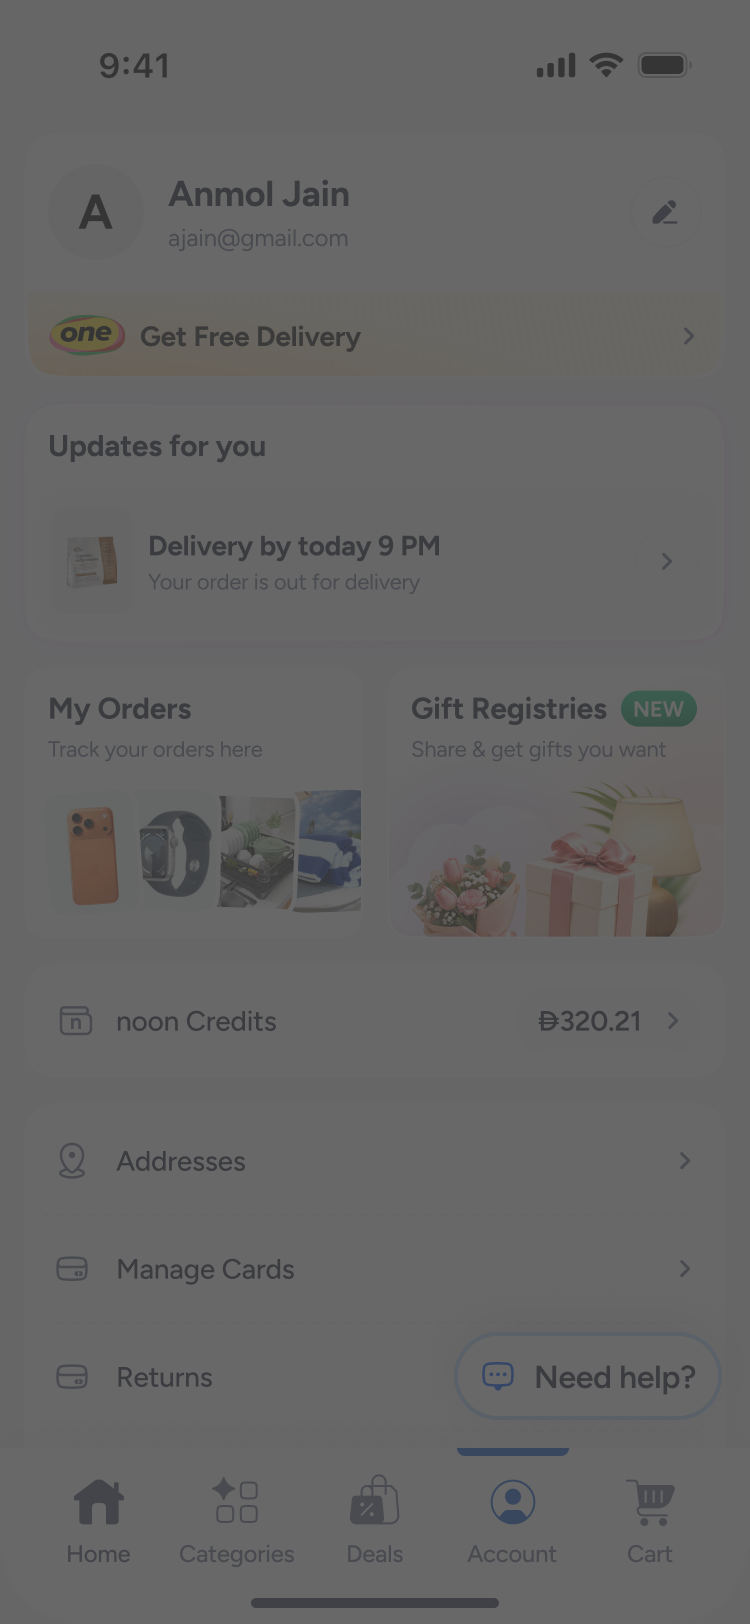 9:41
A
Anmol Jain
ajain@gmail.com
one
Get Free Delivery
Updates for you
Delivery by today 9 PM
Your order is out for delivery
My Orders
Track your orders here
Gift Registries NEW
Share & get gifts you want
n
noon Credits
320.21
Addresses
Manage Cards
Returns
Need help?
Home
Categories
%
Deals
Account
Cart